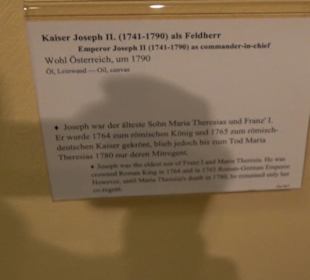 Kaiser Joseph II. (1741-1790) als Feldherr
Emperor Joseph II (1741-1790) as commander-in-chief
Wohl Österreich, um 1790
Öl, Leinwand — Oil, canvas
♦ Joseph war der älteste Sohn Maria Theresias und Franz' I.
Er wurde 1764 zum römischen König und 1765 zum römisch-
deutschen Kaiser gekrönt, blieb jedoch bis zum Tod Maria
Theresias 1780 nur deren Mitregent.
♦ Joseph was the oldest son of Franz I and Maria Theresia. He was
crowned Roman King in 1764 and in 1765 Roman-German Emperor.
However, until Maria Theresia's death in 1780, he remained only her
co-regent.